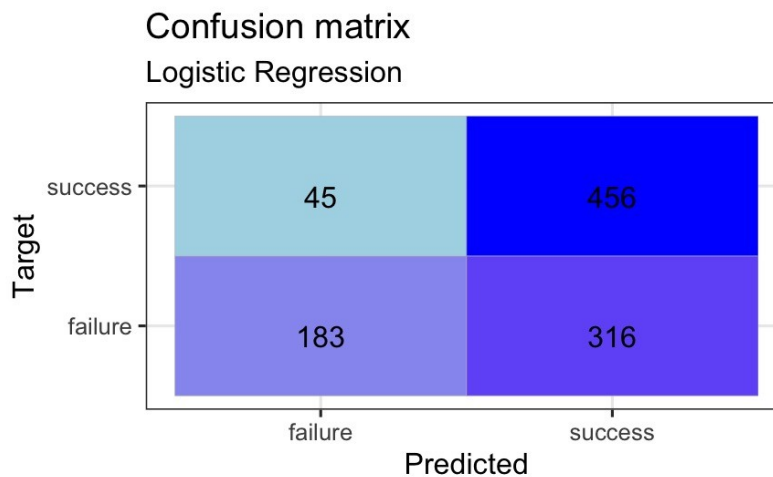 Confusion matrix
Logistic Regression
Target
success
45
456
failure
183
316
failure
success
Predicted